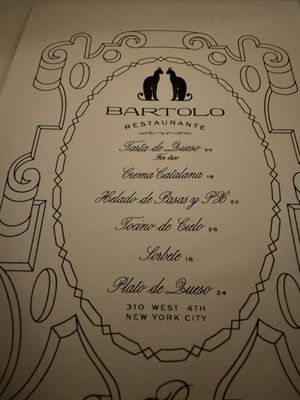 BARTOLO
RESTAURANTE
Tarta de Queso 30
For two
Crema Catalana 18
Helado de Pasas y PX 22
Tocino de Cielo 26
Sorbete 16
Plato de Queso 24
310 WEST 4TH
NEW YORK CITY